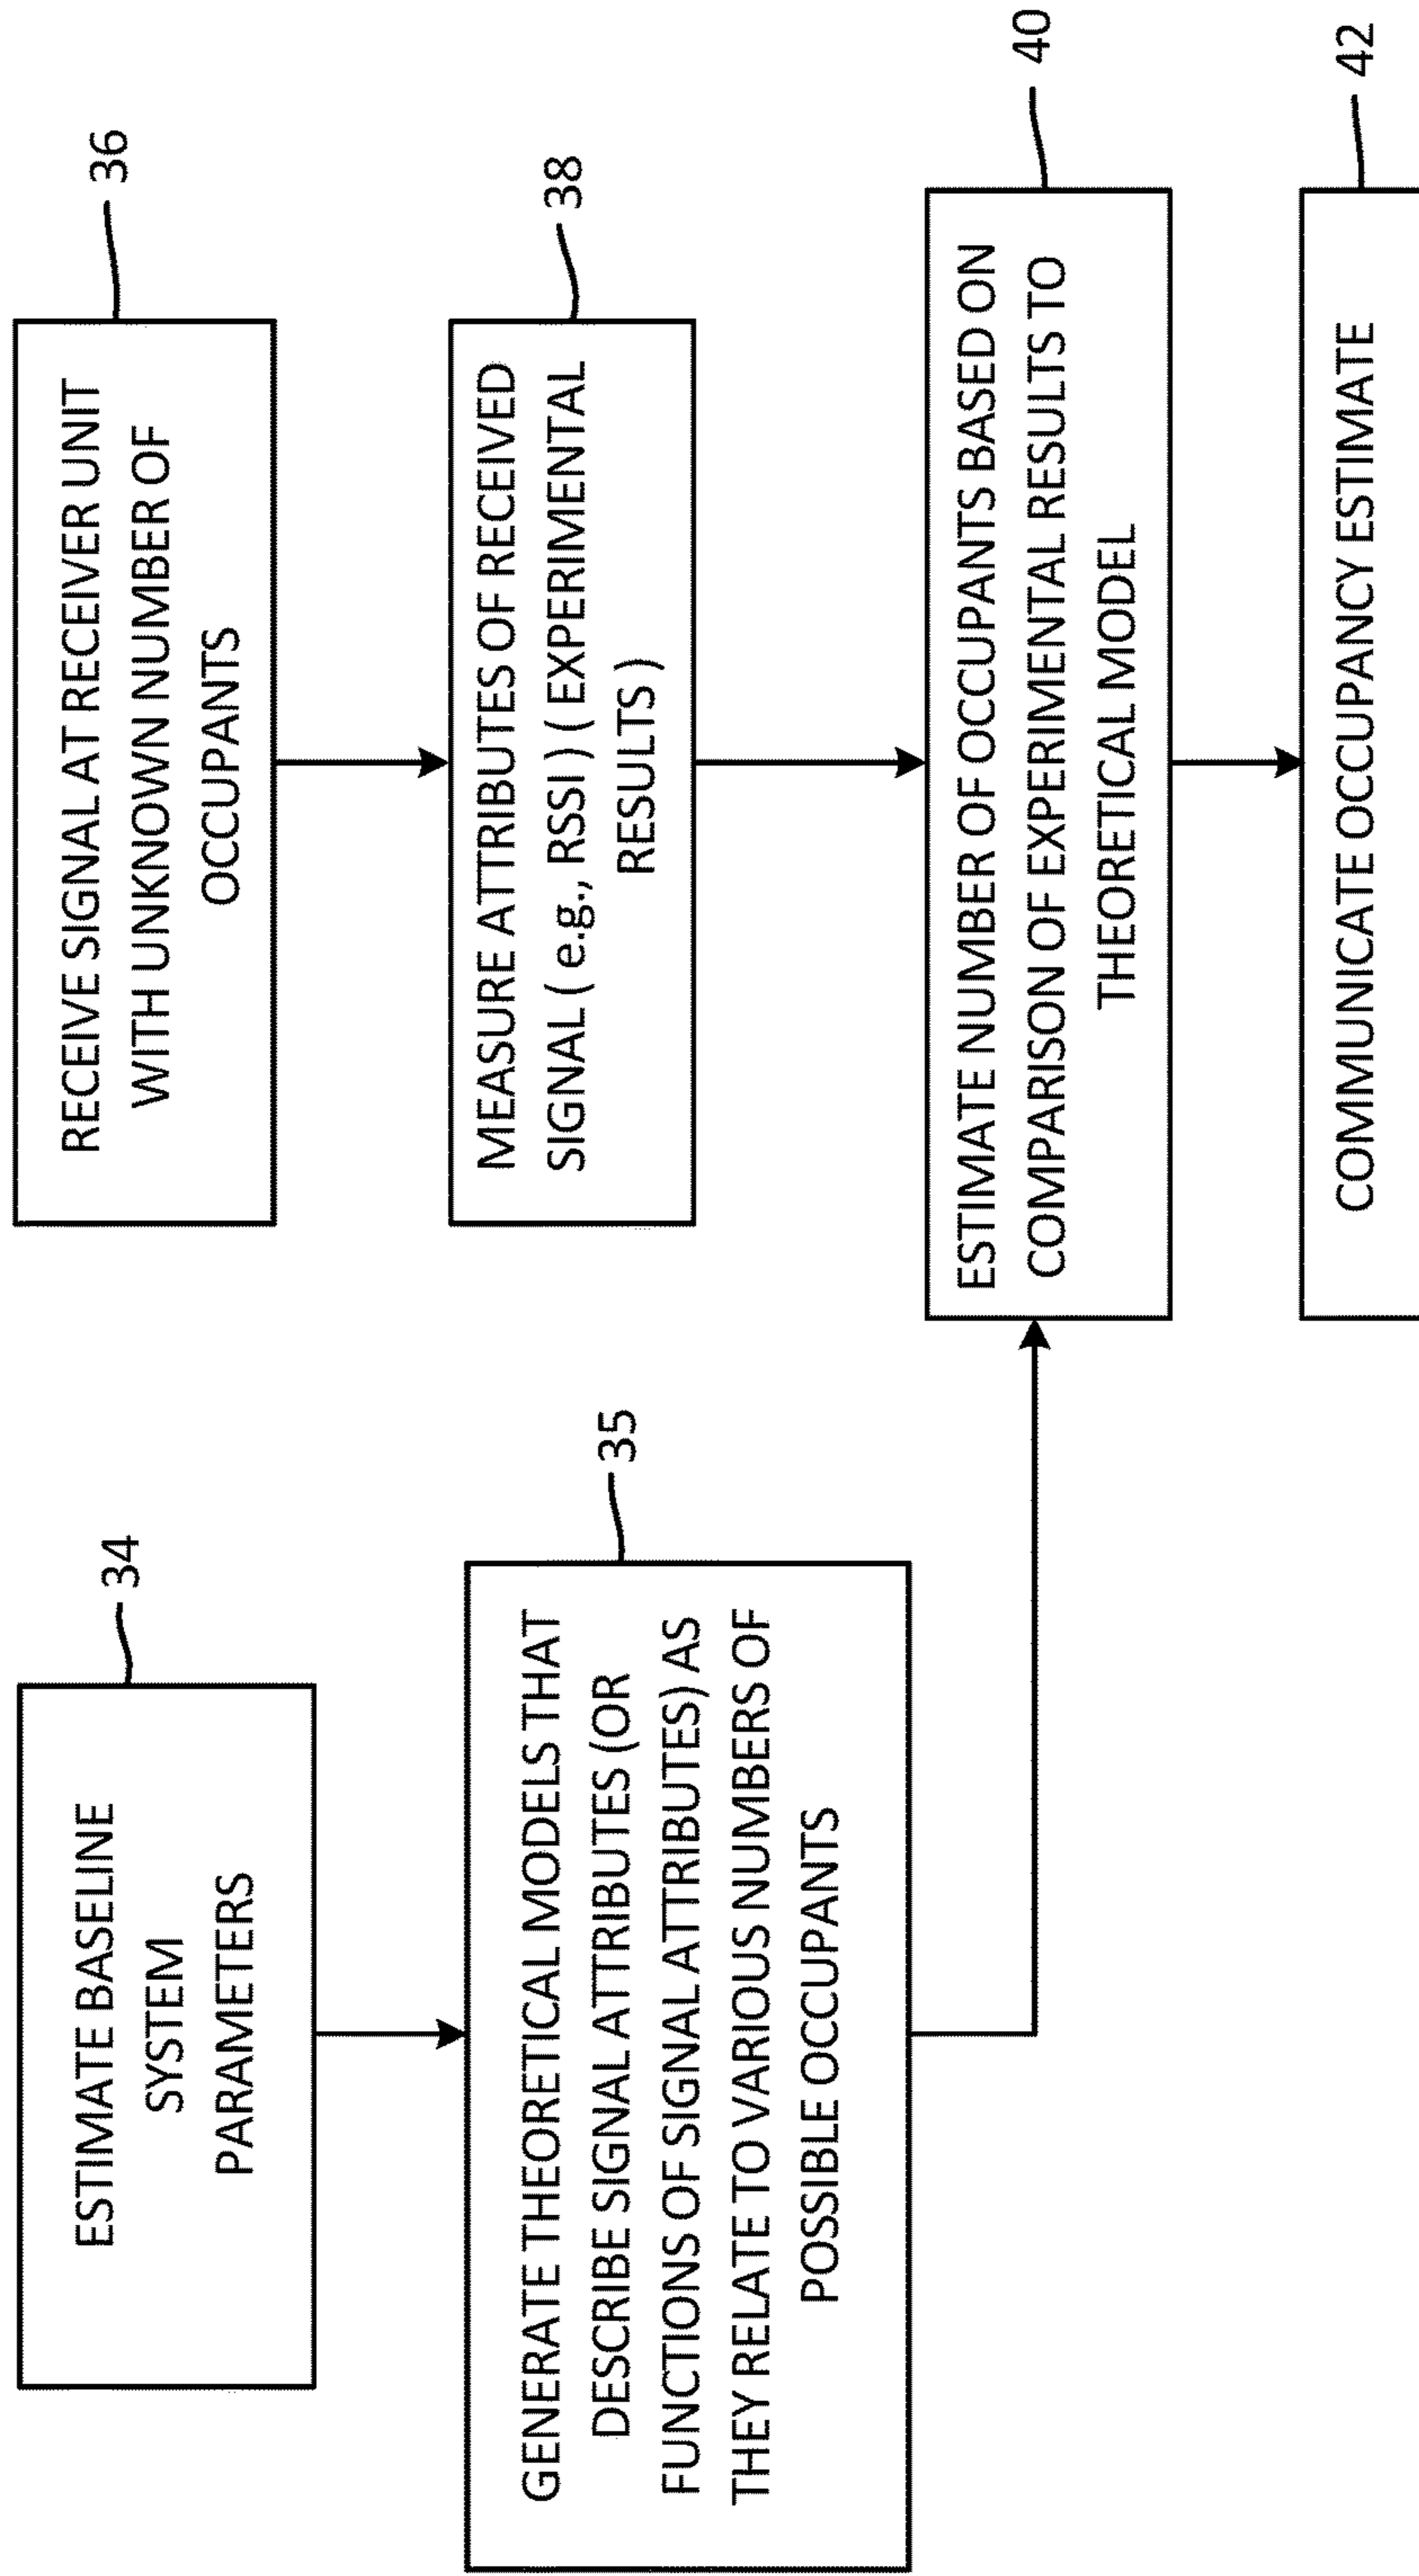 ESTIMATE BASELINE
SYSTEM
PARAMETERS
34
GENERATE THEORETICAL MODELS THAT
DESCRIBE SIGNAL ATTRIBUTES (OR
FUNCTIONS OF SIGNAL ATTRIBUTES) AS
THEY RELATE TO VARIOUS NUMBERS OF
POSSIBLE OCCUPANTS
35
RECEIVE SIGNAL AT RECEIVER UNIT
WITH UNKNOWN NUMBER OF
OCCUPANTS
36
MEASURE ATTRIBUTES OF RECEIVED
SIGNAL ( e.g., RSSI ) ( EXPERIMENTAL
RESULTS )
38
ESTIMATE NUMBER OF OCCUPANTS BASED ON
COMPARISON OF EXPERIMENTAL RESULTS TO
THEORETICAL MODEL
40
COMMUNICATE OCCUPANCY ESTIMATE
42